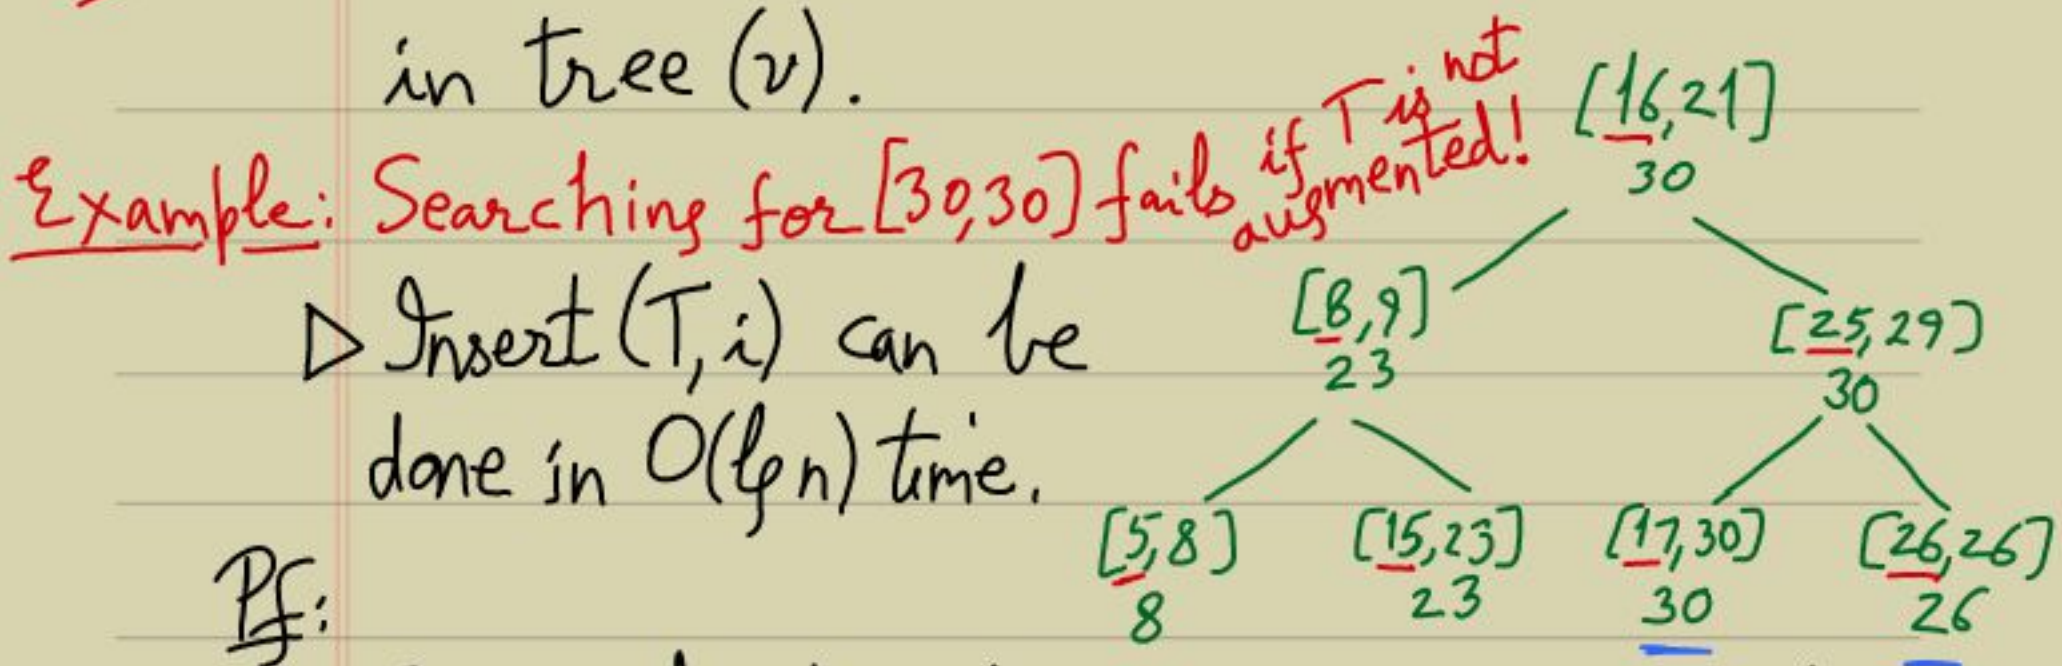 in tree (v).
Example: Searching for [30,30] fails if T is not
augmented!
▷ Insert (T, i) can be
done in O(lg n) time.
Pf:
[16,21]
30
[8,9]
23
[25,29]
30
[5,8]
8
[15,23]
23
[17,30]
30
[26,26]
26